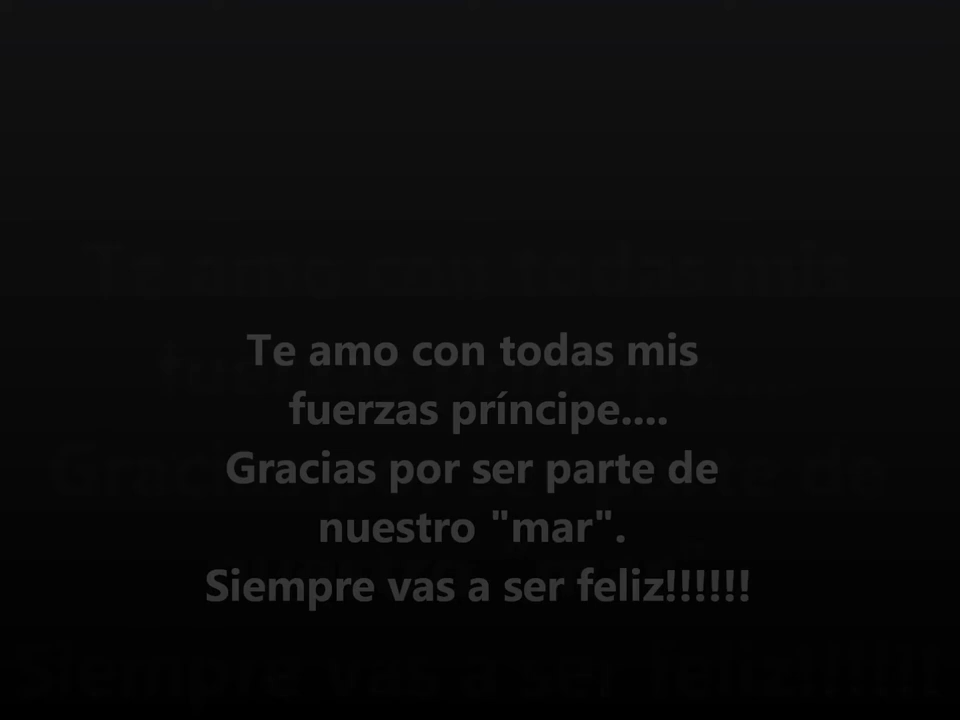 Te amo con todas mis
fuerzas príncipe....
Gracias por ser parte de
nuestro "mar".
Siempre vas a ser feliz!!!!!!